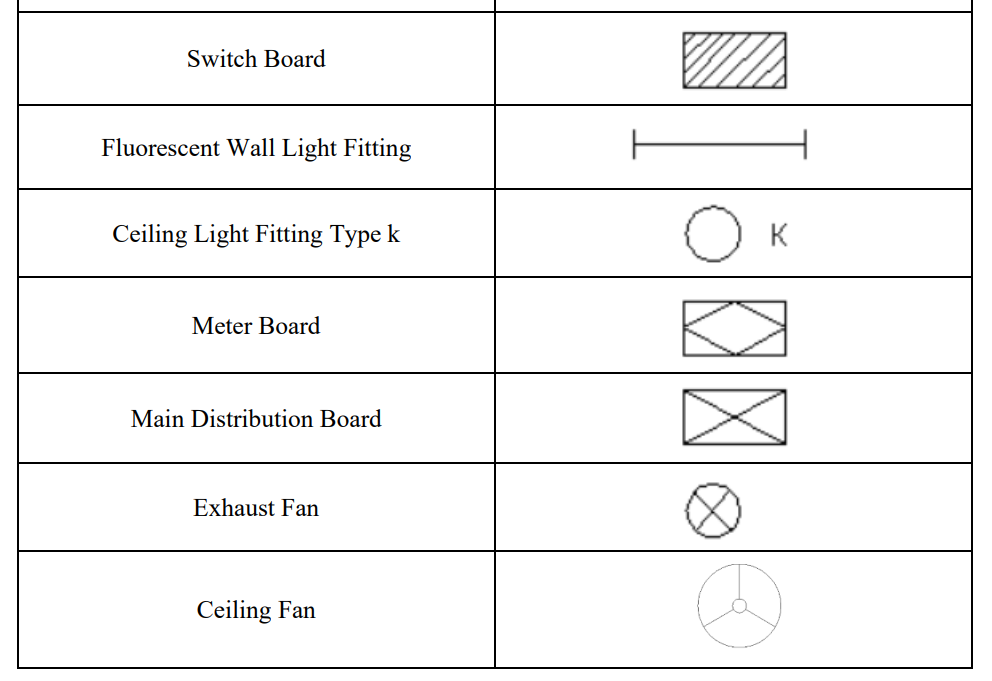 Switch Board
Fluorescent Wall Light Fitting
Ceiling Light Fitting Type k
K
Meter Board
Main Distribution Board
Exhaust Fan
Ceiling Fan